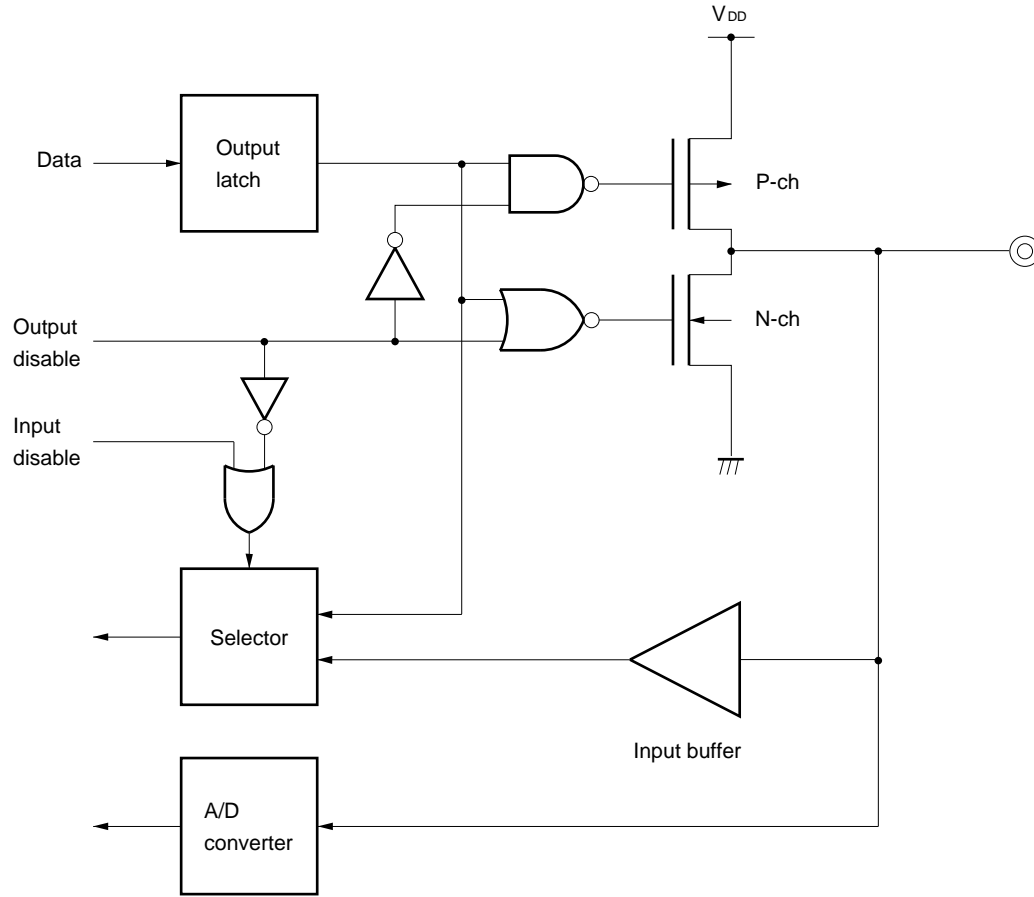 VDD
Data
Output
latch
P-ch
Output
disable
N-ch
Input
disable
Selector
Input buffer
A/D
converter